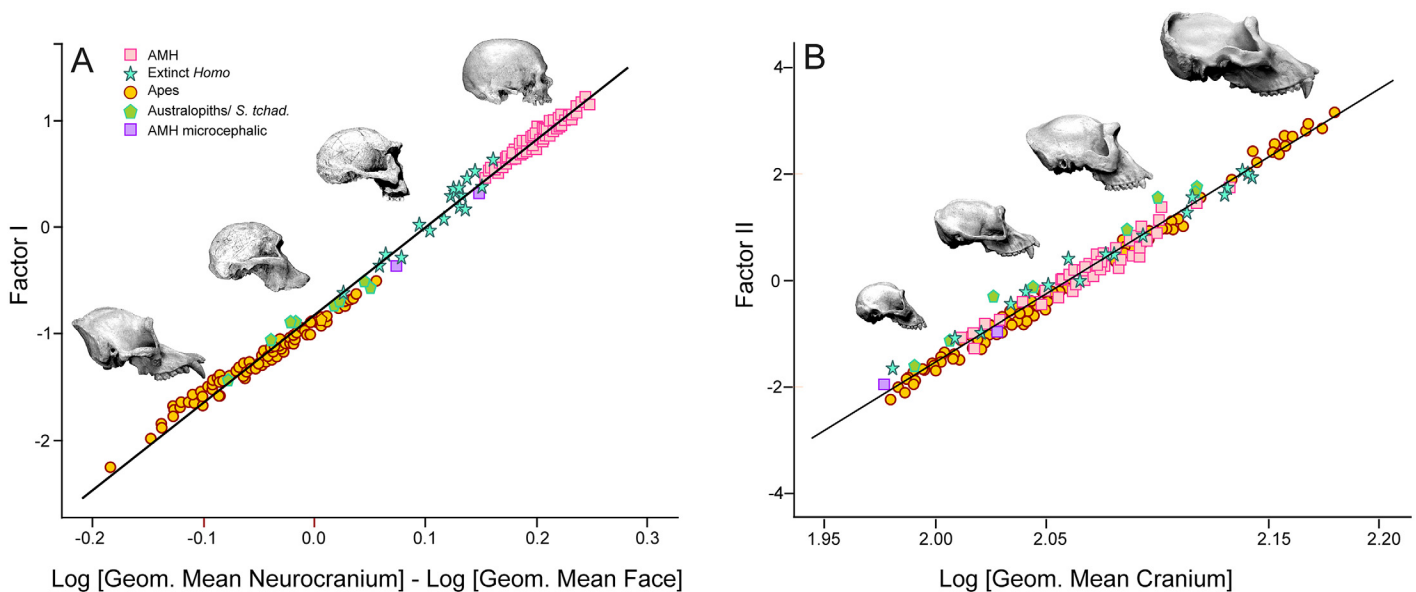 A
AMH
Extinct Homo
Apes
Australopiths/ S. tchad.
AMH microcephalic
Factor I
1
0
-1
-2
-0.2
-0.1
0.0
0.1
0.2
0.3
Log [Geom. Mean Neurocranium] - Log [Geom. Mean Face]
B
Factor II
4
2
0
-2
-4
1.95
2.00
2.05
2.15
2.20
Log [Geom. Mean Cranium]